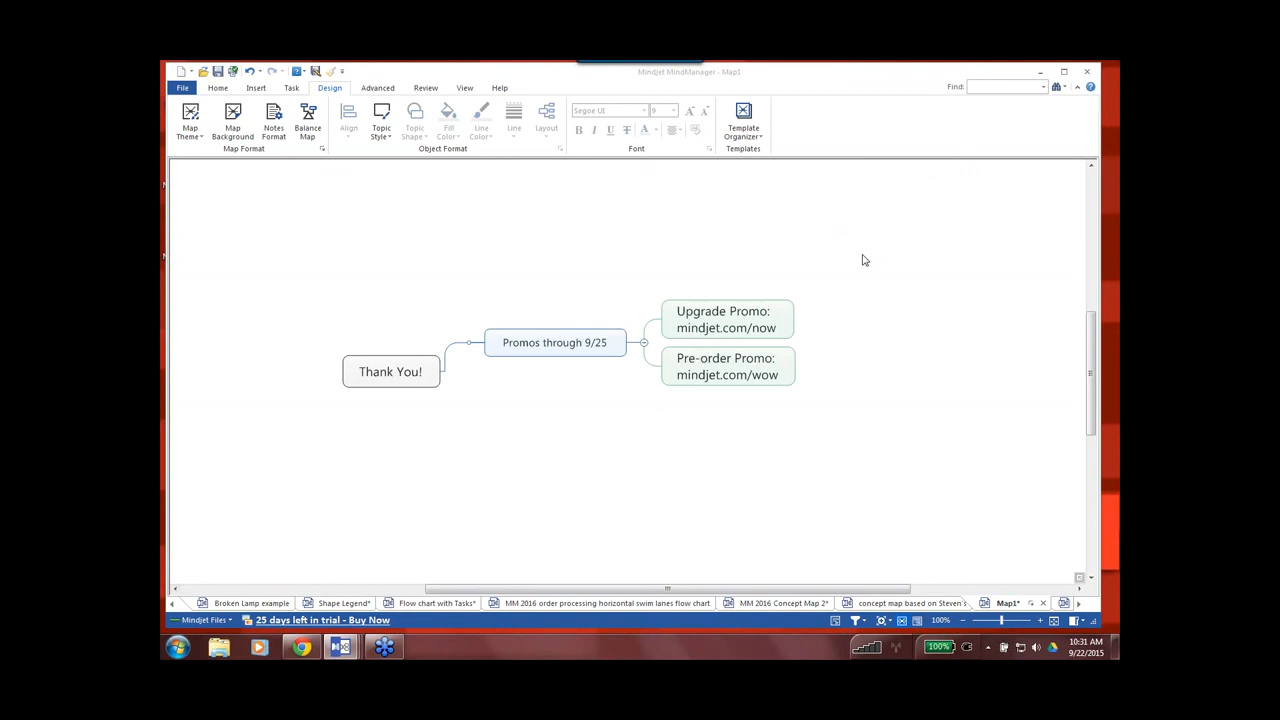 Mindjet MindManager - Map1
File Home Insert Task Design Advanced Review View Help
Find:
Map Theme
Map Background
Notes Format
Balance Map
Align
Topic Style
Topic Shape
Fill Color
Line Color
Line
Layout
Segoe UI 9
B I U T A
Template Organizer
Map Format
Object Format
Font
Templates
Upgrade Promo:
mindjet.com/now
Promos through 9/25
Pre-order Promo:
mindjet.com/wow
Thank You!
Broken Lamp example Shape Legend* Flow chart with Tasks* MM 2016 order processing horizontal swim lanes flow chart MM 2016 Concept Map 2* concept map based on Steven's Map1*
Mindjet Files 25 days left in trial - Buy Now 100%
100% 10:31 AM
9/22/2015